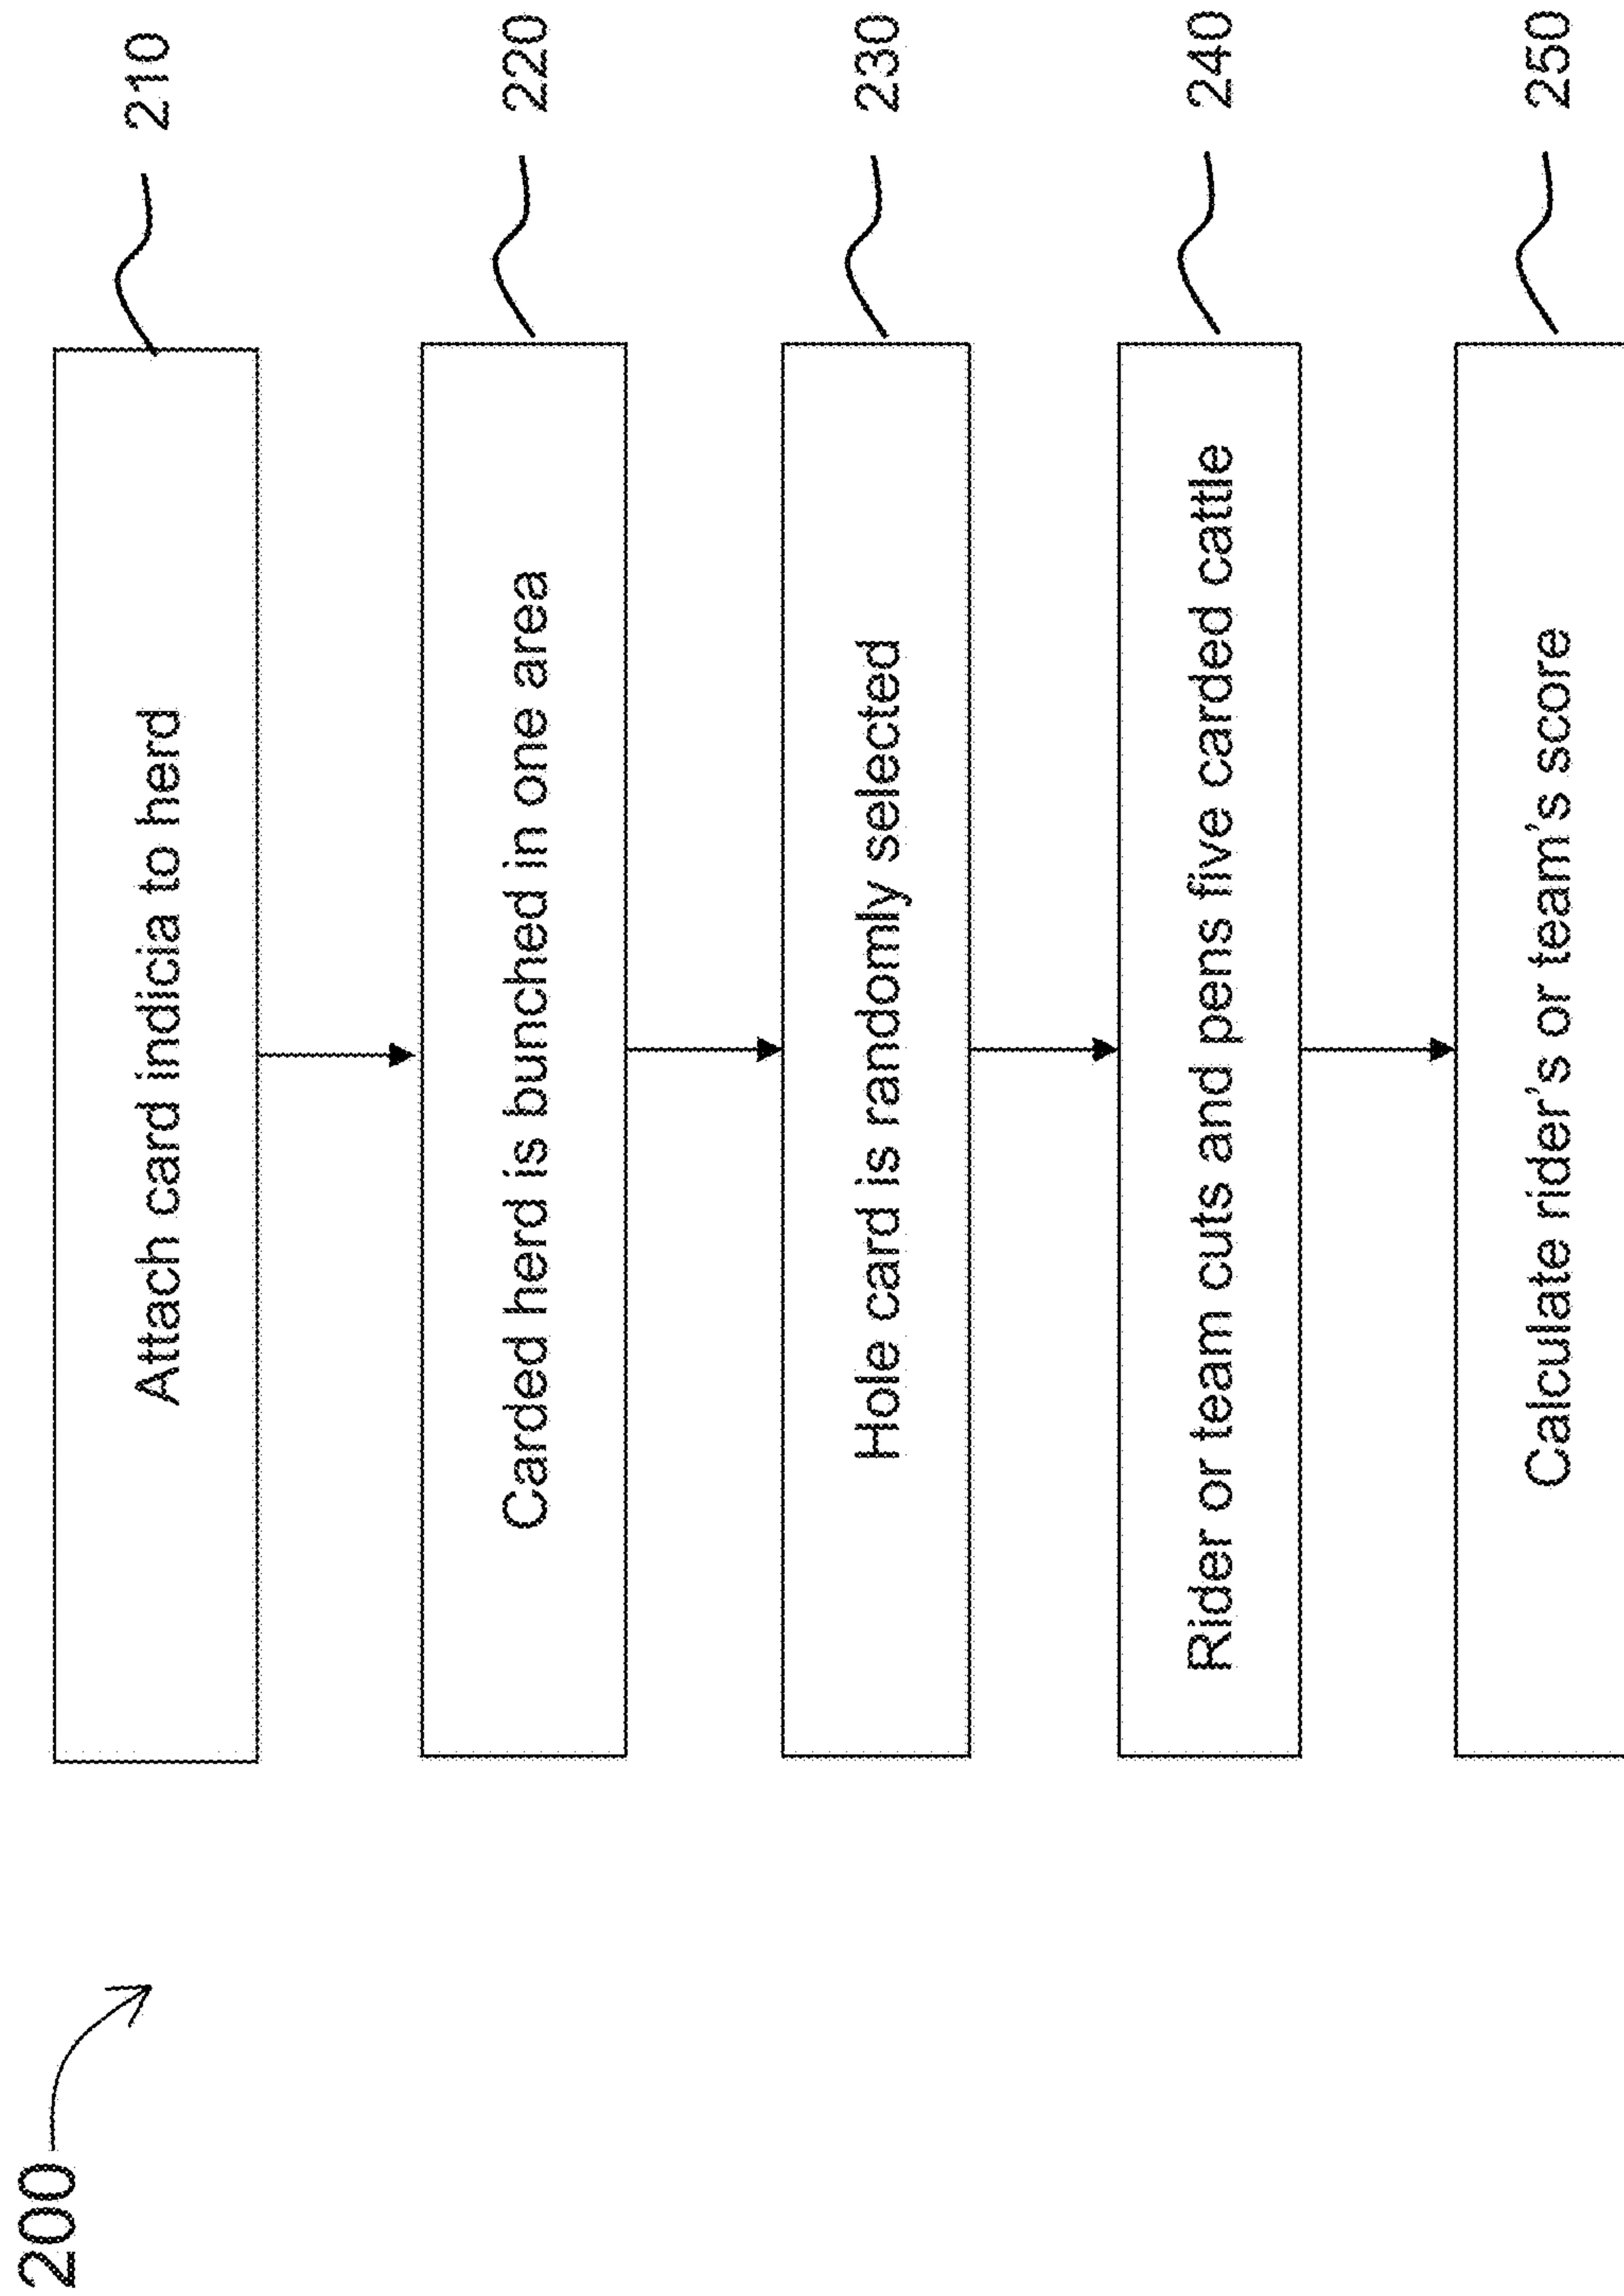 200
Attach card indicia to herd
210
Carded herd is bunched in one area
220
Hole card is randomly selected
230
Rider or team cuts and pens five carded cattle
240
Calculate rider's or team's score
250